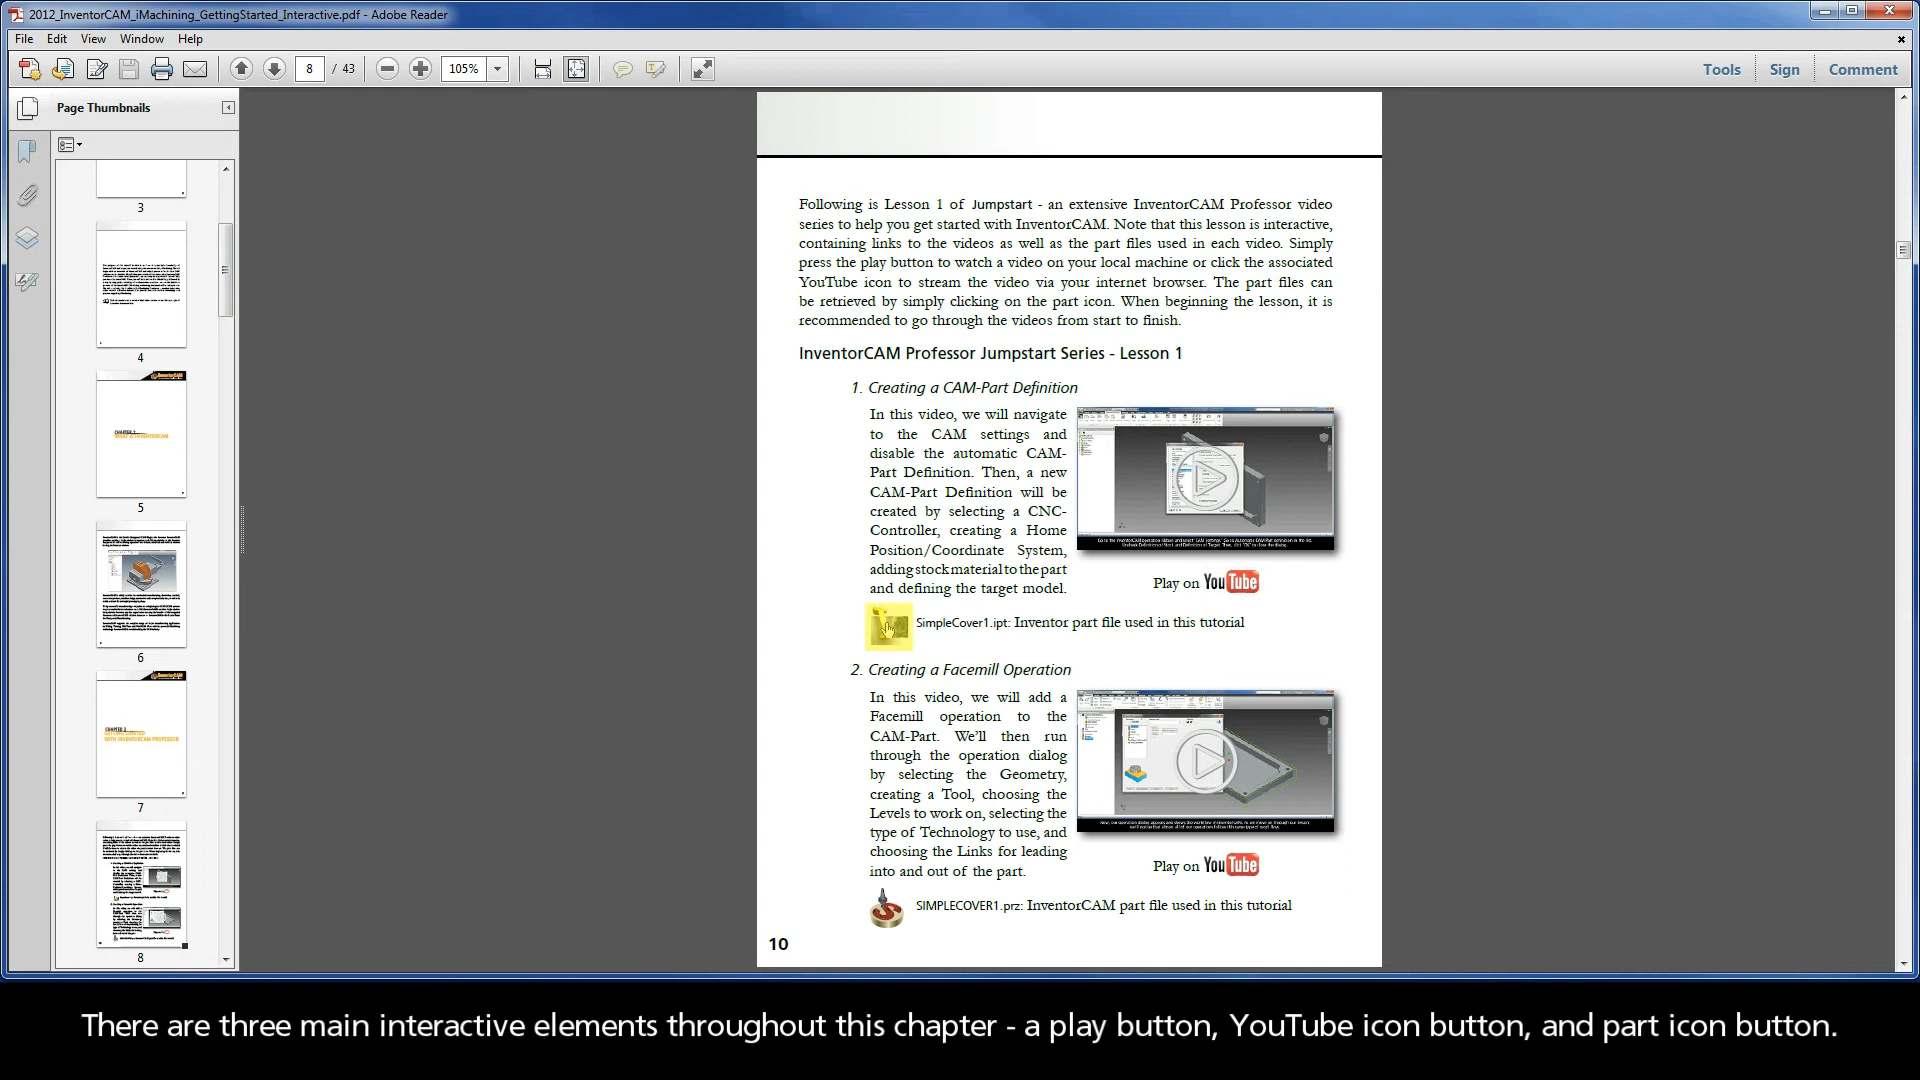 2012_InventorCAM_iMachining_GettingStarted_Interactive.pdf - Adobe Reader
File Edit View Window Help
8 / 43 105% Tools Sign Comment
Page Thumbnails
3
4
5
6
7
8
Following is Lesson 1 of Jumpstart - an extensive InventorCAM Professor video
series to help you get started with InventorCAM. Note that this lesson is interactive,
containing links to the videos as well as the part files used in each video. Simply
press the play button to watch a video on your local machine or click the associated
YouTube icon to stream the video via your internet browser. The part files can
be retrieved by simply clicking on the part icon. When beginning the lesson, it is
recommended to go through the videos from start to finish.
InventorCAM Professor Jumpstart Series - Lesson 1
1. Creating a CAM-Part Definition
In this video, we will navigate
to the CAM settings and
disable the automatic CAM-
Part Definition. Then, a new
CAM-Part Definition will be
created by selecting a CNC-
Controller, creating a Home
Position/Coordinate System,
adding stock material to the part
and defining the target model.
Play on YouTube
SimpleCover1.ipt: Inventor part file used in this tutorial
2. Creating a Facemill Operation
In this video, we will add a
Facemill operation to the
CAM-Part. We'll then run
through the operation dialog
by selecting the Geometry,
creating a Tool, choosing the
Levels to work on, selecting the
type of Technology to use, and
choosing the Links for leading
into and out of the part.
Play on YouTube
SIMPLECOVER1.prz: InventorCAM part file used in this tutorial
10
There are three main interactive elements throughout this chapter - a play button, YouTube icon button, and part icon button.